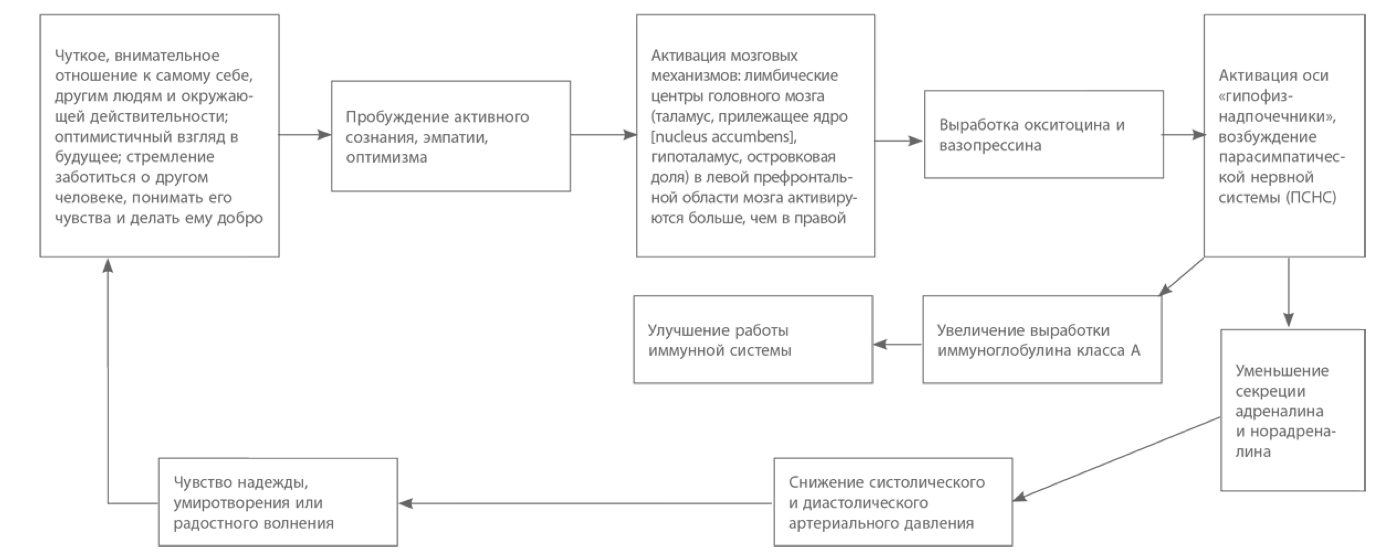 Чуткое, внимательное
отношение к самому себе,
другим людям и окружаю-
щей действительности;
оптимистичный взгляд в
будущее; стремление
заботиться о другом
человеке, понимать его
чувства и делать ему добро
Пробуждение активного
сознания, эмпатии,
оптимизма
Активация мозговых
механизмов: лимбические
центры головного мозга
(таламус, прилежащее ядро
[nucleus accumbens],
гипоталамус, островковая
доля) в левой префронталь-
ной области мозга активиру-
ются больше, чем в правой
Выработка окситоцина и
вазопрессина
Активация оси
«гипофиз-
надпочечники»,
возбуждение
парасимпатичес-
кой нервной
системы (ПСНС)
Улучшение работы
иммунной системы
Увеличение выработки
иммуноглобулина класса А
Уменьшение
секреции
адреналина
и норадрена-
лина
Чувство надежды,
умиротворения или
радостного волнения
Снижение систолического
и диастолического
артериального давления